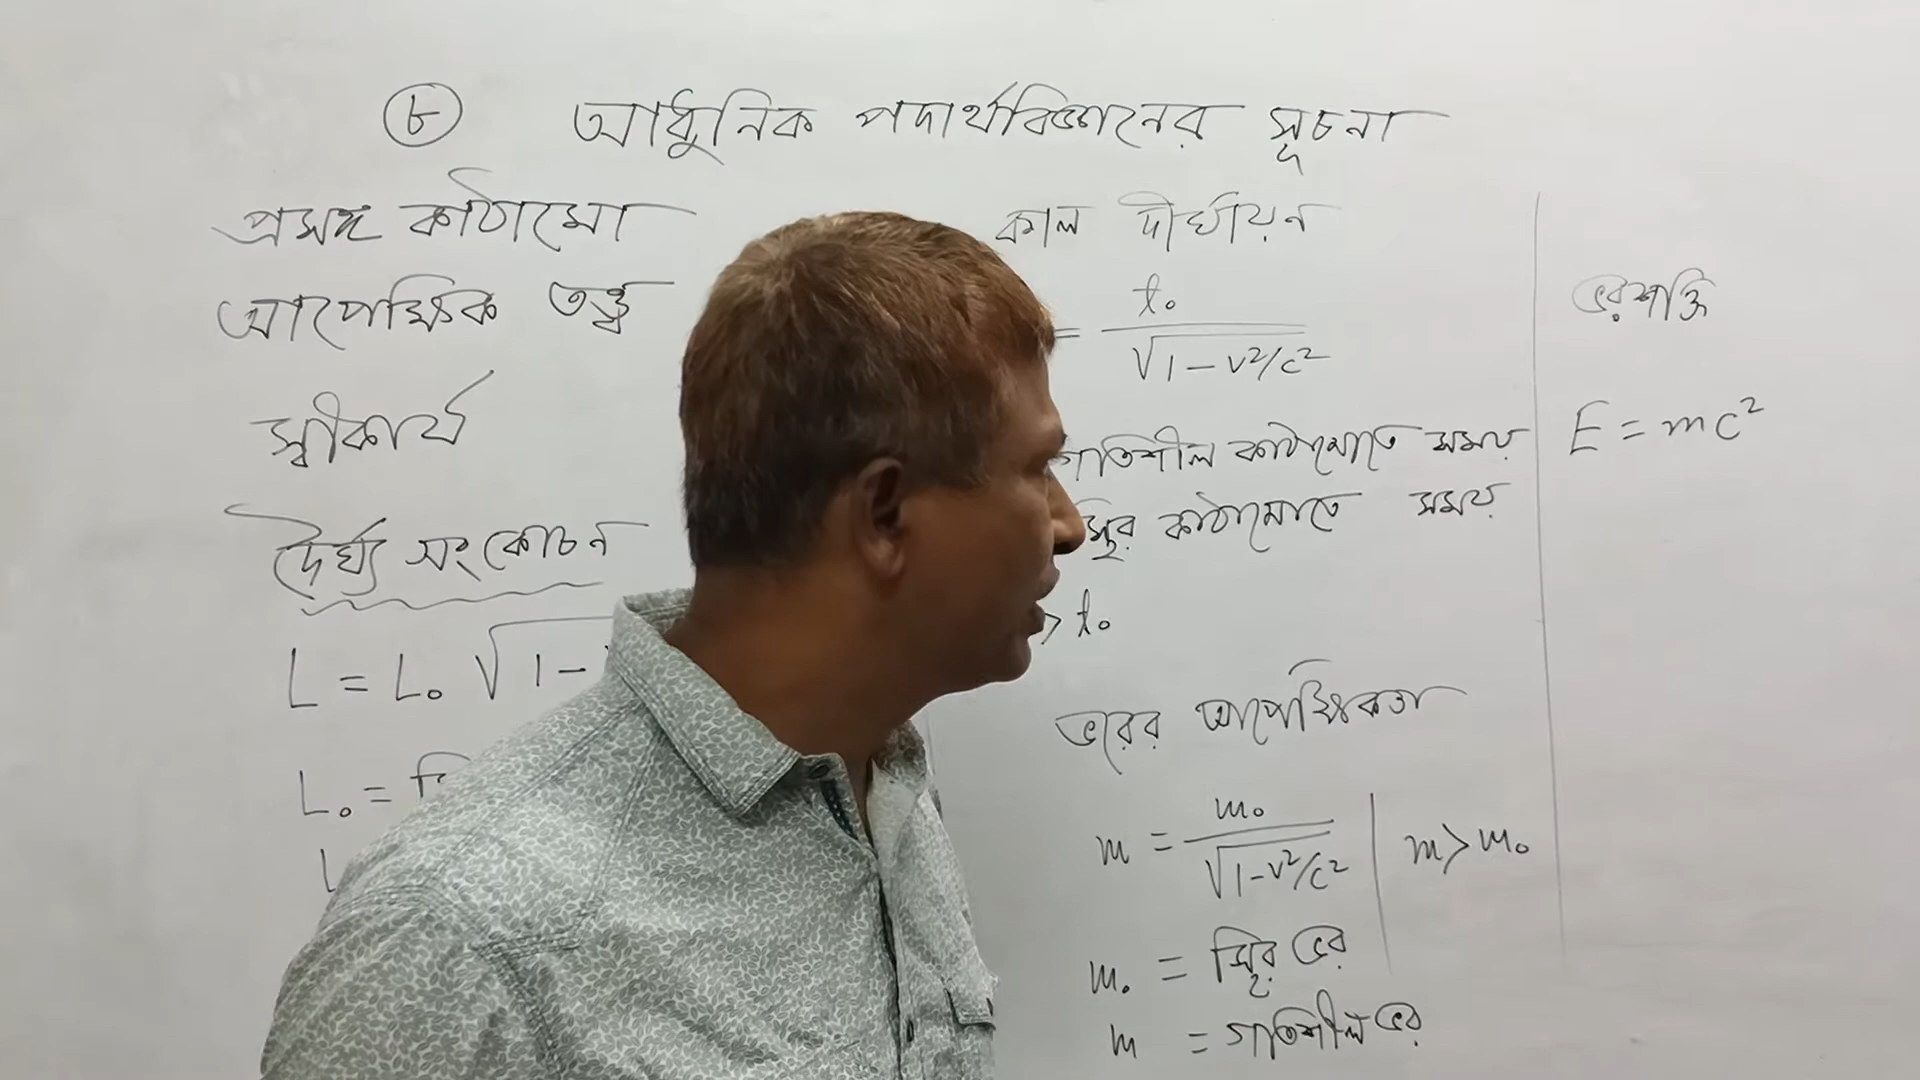 ৮ আধুনিক পদার্থবিজ্ঞানের সূচনা
প্রসঙ্গ কাঠামো
আপেক্ষিক তত্ত্ব
স্বীকার্য
দৈর্ঘ্য সংকোচন
L = L₀ √1-
L₀ =
কাল দীর্ঘায়ন
= t₀ / √1 - v²/c²
গতিশীল কাঠামোতে সময়
স্থির কাঠামোতে সময়
> t₀
ভরের আপেক্ষিকতা
m = m₀ / √1-v²/c² | m > m₀
m₀ = স্থির ভর
m = গতিশীল ভর
ভরশক্তি
E = mc²